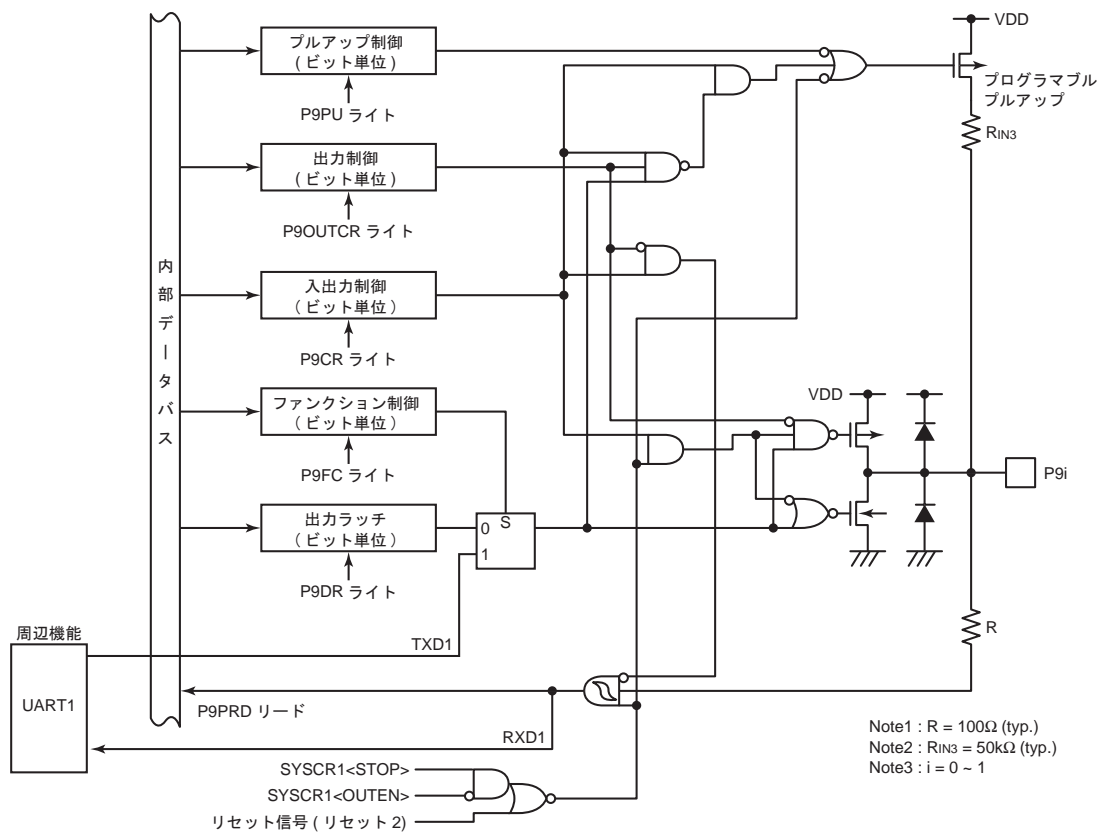 VDD
プルアップ制御
( ビット単位 )
P9PU ライト
プログラマブル
プルアップ
RIN3
出力制御
( ビット単位 )
P9OUTCR ライト
内部データバス
入出力制御
( ビット単位 )
P9CR ライト
ファンクション制御
( ビット単位 )
P9FC ライト
VDD
P9i
出力ラッチ
( ビット単位 )
P9DR ライト
0
S
1
周辺機能
UART1
TXD1
R
P9PRD リード
RXD1
SYSCR1<STOP>
SYSCR1<OUTEN>
リセット信号 ( リセット 2)
Note1 : R = 100Ω (typ.)
Note2 : RIN3 = 50kΩ (typ.)
Note3 : i = 0 ~ 1